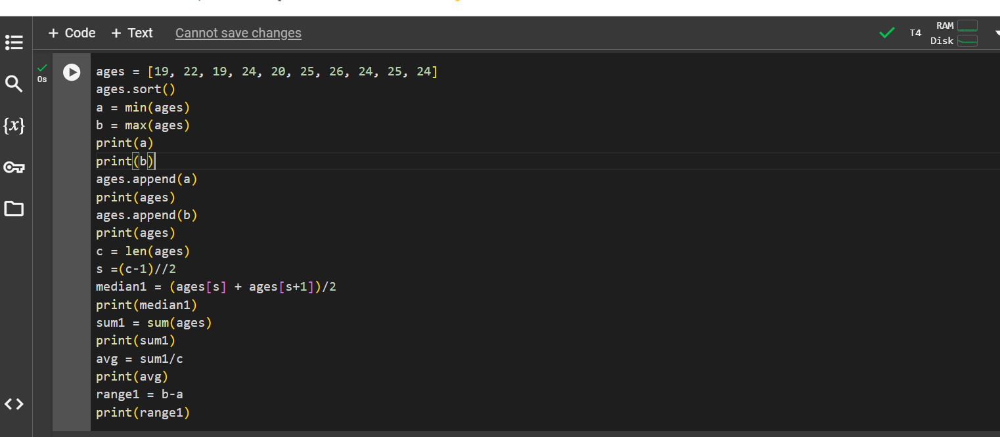 + Code + Text Cannot save changes
T4
RAM
Disk
0s
{x}
ages = [19, 22, 19, 24, 20, 25, 26, 24, 25, 24]
ages.sort()
a = min(ages)
b = max(ages)
print(a)
print(b)
ages.append(a)
print(ages)
ages.append(b)
print(ages)
c = len(ages)
s =(c-1)//2
median1 = (ages[s] + ages[s+1])/2
print(median1)
sum1 = sum(ages)
print(sum1)
avg = sum1/c
print(avg)
range1 = b-a
print(range1)